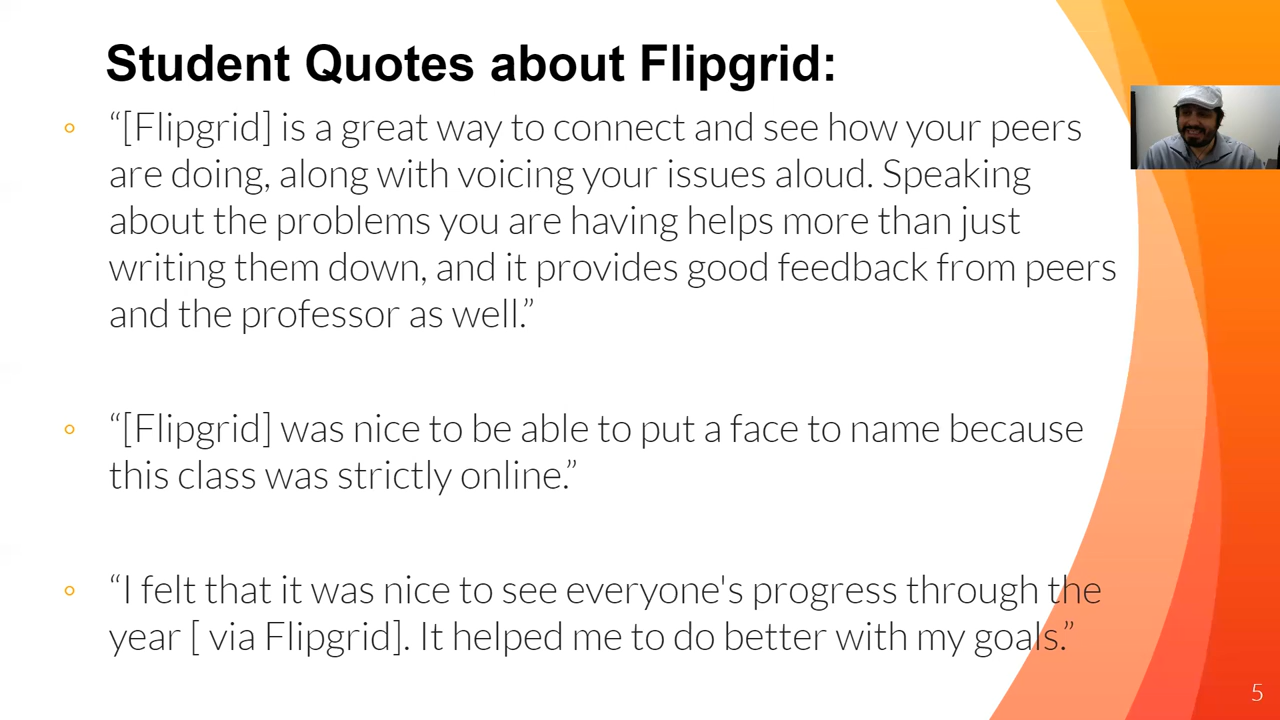 Student Quotes about Flipgrid:
◦ “[Flipgrid] is a great way to connect and see how your peers
are doing, along with voicing your issues aloud. Speaking
about the problems you are having helps more than just
writing them down, and it provides good feedback from peers
and the professor as well.”
◦ “[Flipgrid] was nice to be able to put a face to name because
this class was strictly online.”
◦ “I felt that it was nice to see everyone's progress through the
year [ via Flipgrid]. It helped me to do better with my goals.”
5